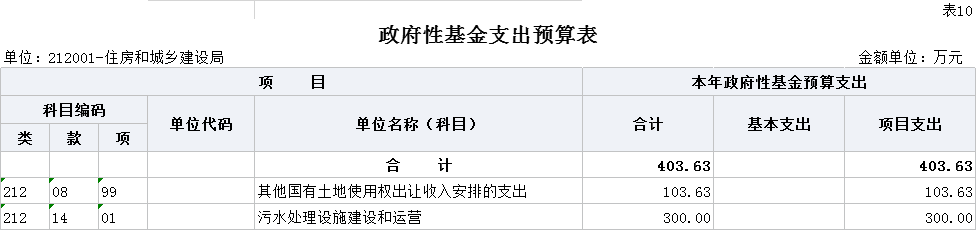 表10
政府性基金支出预算表
单位：212001-住房和城乡建设局 金额单位：万元
项 目 本年政府性基金预算支出
科目编码 单位代码 单位名称（科目） 合计 基本支出 项目支出
类 款 项
合 计 403.63 403.63
212 08 99 其他国有土地使用权出让收入安排的支出 103.63 103.63
212 14 01 污水处理设施建设和运营 300.00 300.00